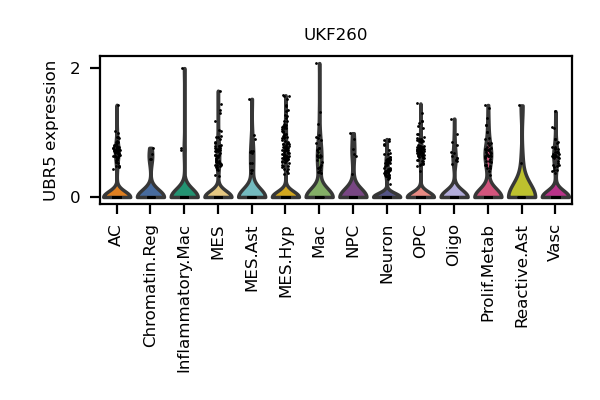 UKF260
UBR5 expression
2
0
AC
Chromatin.Reg
Inflammatory.Mac
MES
MES.Ast
MES.Hyp
Mac
NPC
Neuron
OPC
Oligo
Prolif.Metab
Reactive.Ast
Vasc